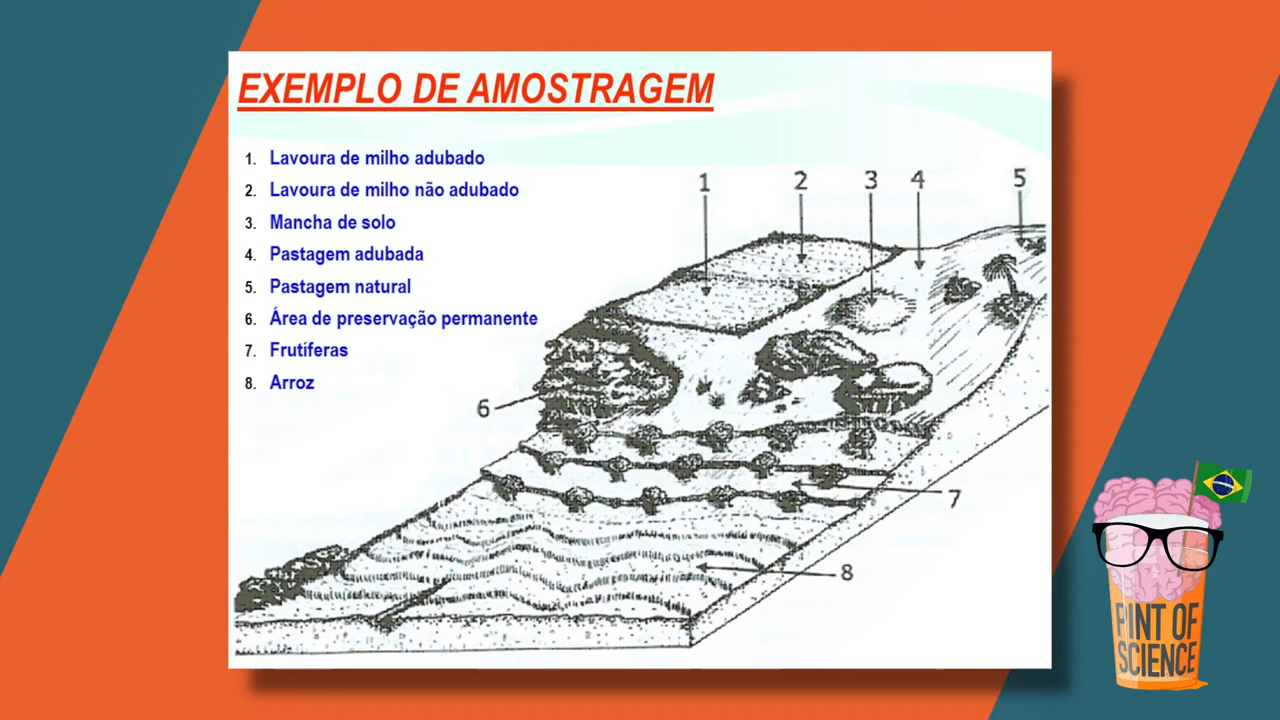 EXEMPLO DE AMOSTRAGEM
1. Lavoura de milho adubado
2. Lavoura de milho não adubado
3. Mancha de solo
4. Pastagem adubada
5. Pastagem natural
6. Área de preservação permanente
7. Frutíferas
8. Arroz
1
2
3
4
5
6
7
8
PINT OF
SCIENCE